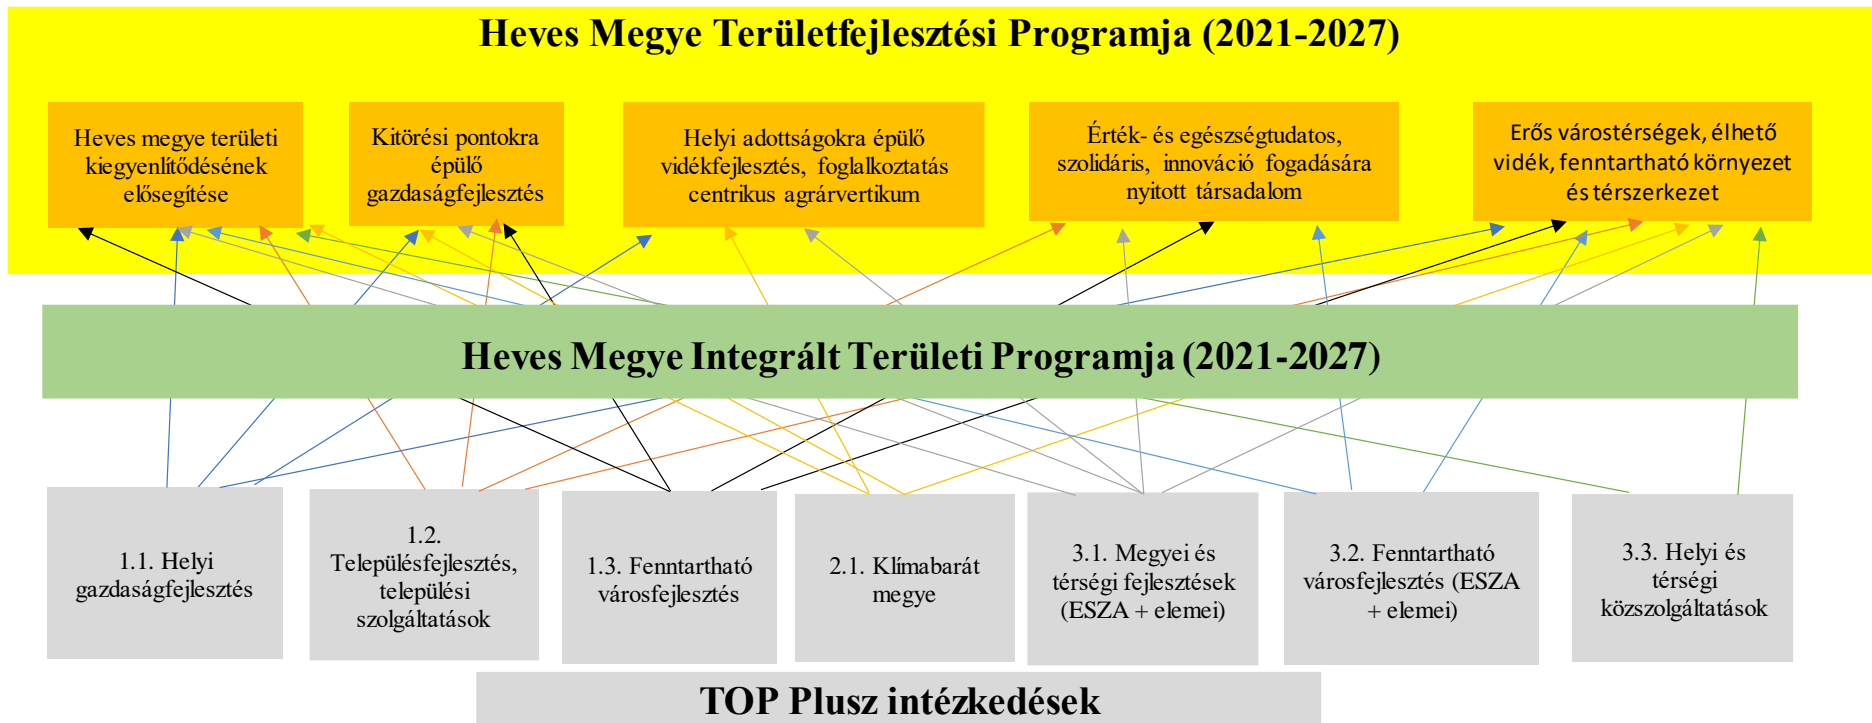 Heves Megye Területfejlesztési Programja (2021-2027)
Heves megye területi
kiegyenlítődésének
elősegítése
Kitörési pontokra
épülő
gazdaságfejlesztés
Helyi adottságokra épülő
vidékfejlesztés, foglalkoztatás
centrikus agrárvertikum
Érték- és egészségtudatos,
szolidáris, innováció fogadására
nyitott társadalom
Erős várostérségek, élhető
vidék, fenntartható környezet
és térszerkezet
Heves Megye Integrált Területi Programja (2021-2027)
1.1. Helyi
gazdaságfejlesztés
1.2.
Településfejlesztés,
települési
szolgáltatások
1.3. Fenntartható
városfejlesztés
2.1. Klímabarát
megye
3.1. Megyei és
térségi fejlesztések
(ESZA + elemei)
3.2. Fenntartható
városfejlesztés (ESZA
+ elemei)
3.3. Helyi és
térségi
közszolgáltatások
TOP Plusz intézkedések